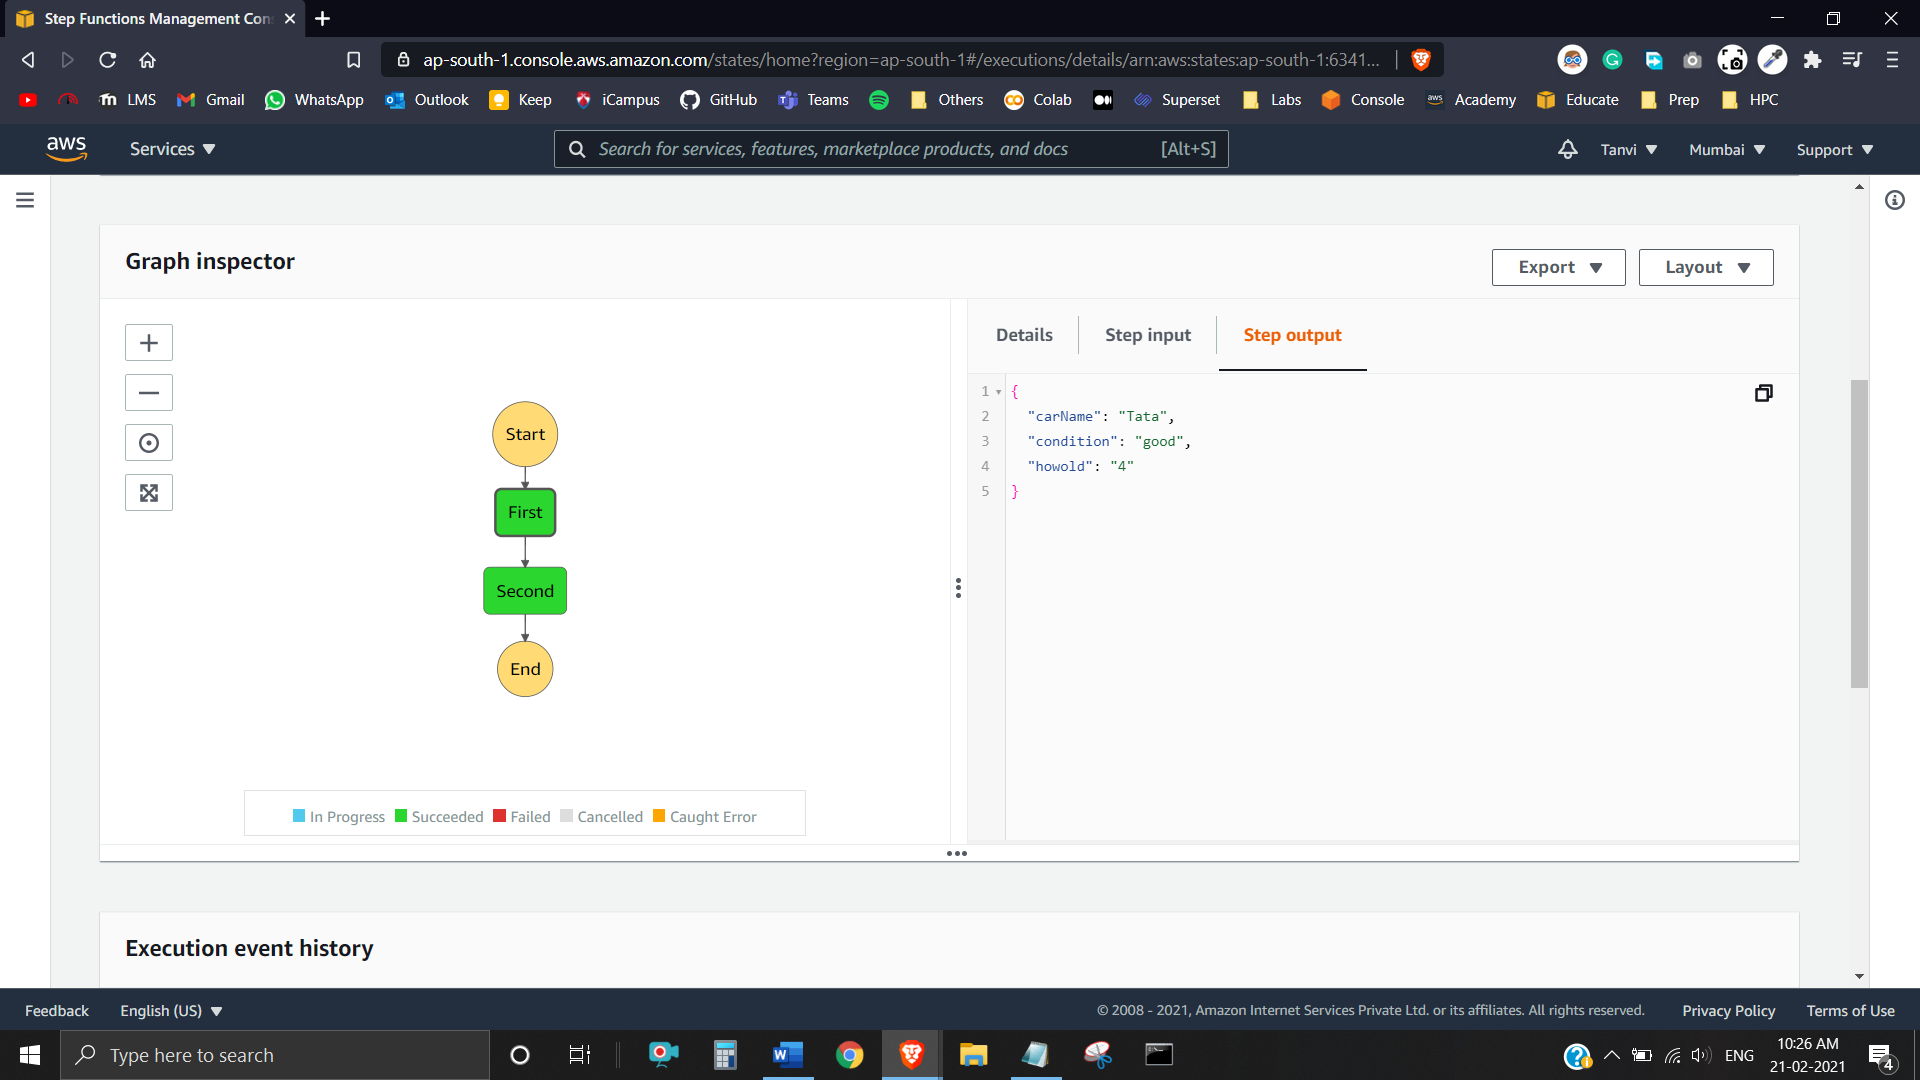 Step Functions Management Con
ap-south-1.console.aws.amazon.com/states/home?region=ap-south-1#/executions/details/arn:aws:states:ap-south-1:6341...
LMS Gmail WhatsApp Outlook Keep iCampus GitHub Teams Others Colab Superset Labs Console aws Academy Educate Prep HPC
aws Services Search for services, features, marketplace products, and docs [Alt+S] Tanvi Mumbai Support
Graph inspector
Export Layout
Details Step input Step output
Start
First
Second
End
1 {
2 "carName": "Tata",
3 "condition": "good",
4 "howold": "4"
5 }
In Progress Succeeded Failed Cancelled Caught Error
Execution event history
Feedback English (US) © 2008 - 2021, Amazon Internet Services Private Ltd. or its affiliates. All rights reserved. Privacy Policy Terms of Use
Type here to search
ENG
10:26 AM
21-02-2021
4